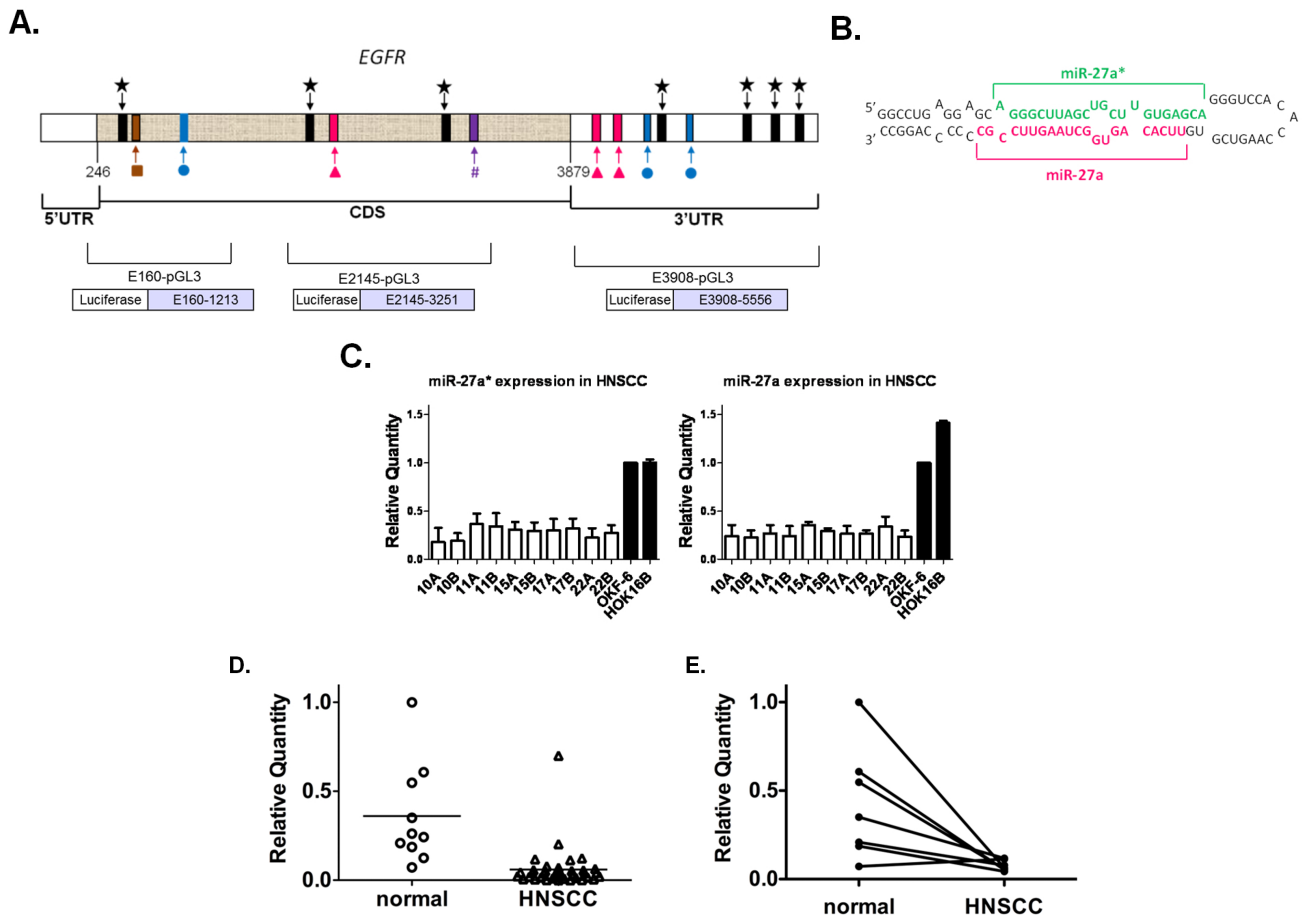 A.
EGFR
246
#
3879
5'UTR
CDS
3'UTR
E160-pGL3
Luciferase E160-1213
E2145-pGL3
Luciferase E2145-3251
E3908-pGL3
Luciferase E3908-5556
B.
miR-27a*
5' GGCCUG A GG A GC A GGGCUUAGC UG CU U GUGAGCA GGGUCCA C A
3' CCGGAC C CC C CG C CUUGAAUCG GU GA CACUU GU GCUGAAC C
miR-27a
C.
miR-27a* expression in HNSCC
Relative Quantity
1.5
1.0
0.5
0.0
10A 10B 11A 11B 15A 15B 17A 17B 22A 22B OKF-6 HOK16B
miR-27a expression in HNSCC
Relative Quantity
1.5
1.0
0.5
0.0
10A 10B 11A 11B 15A 15B 17A 17B 22A 22B OKF-6 HOK16B
D.
Relative Quantity
1.0
0.5
0.0
normal HNSCC
E.
Relative Quantity
1.0
0.5
0.0
normal HNSCC